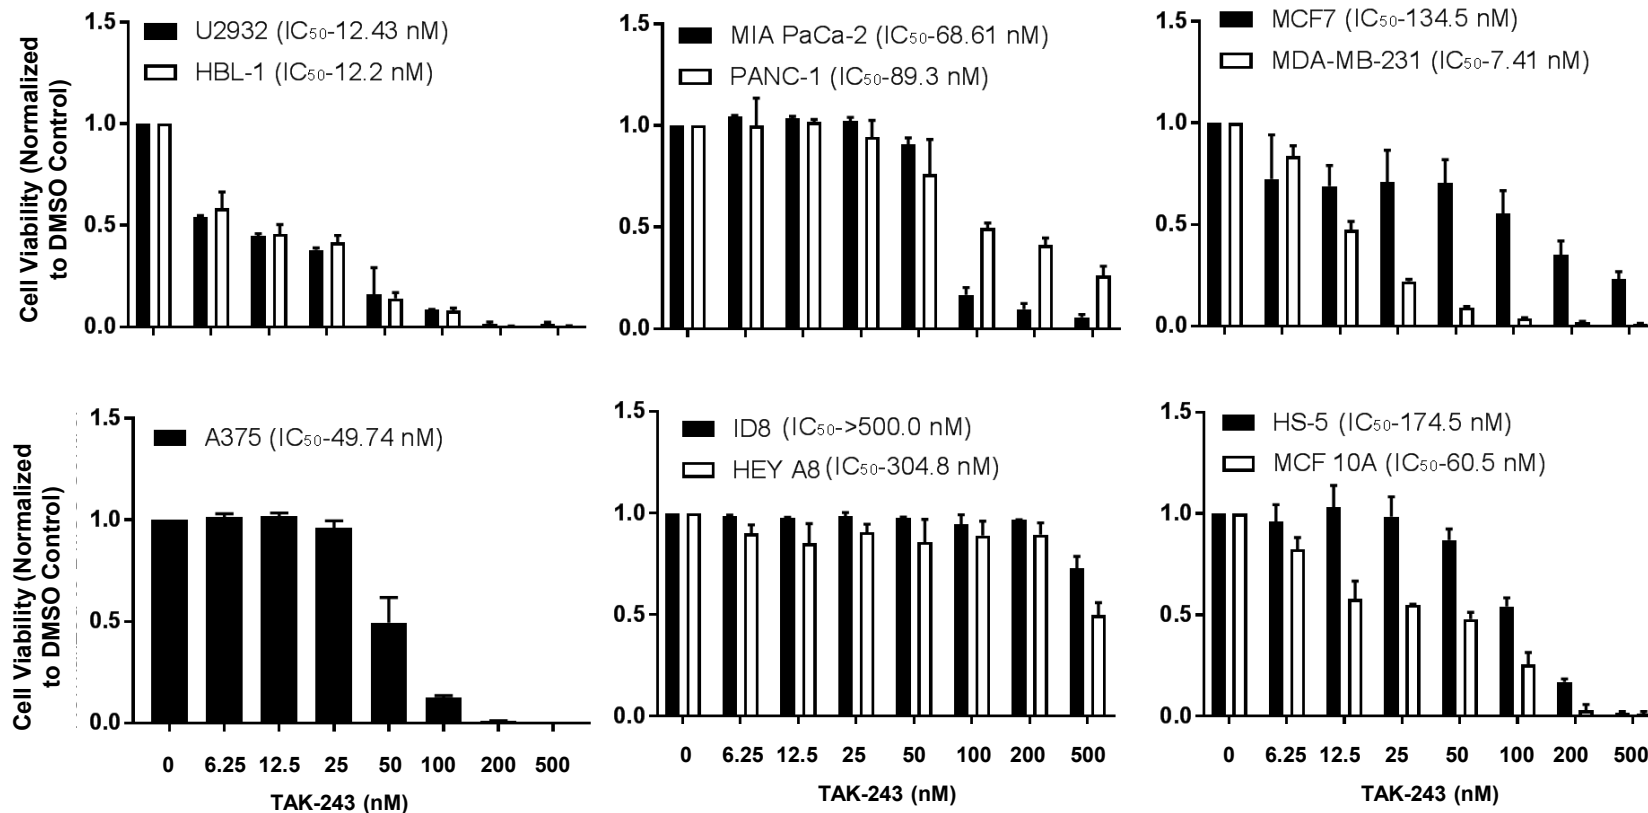 Cell Viability (Normalized
to DMSO Control)
1.5
1.0
0.5
0.0
U2932 (IC50-12.43 nM)
HBL-1 (IC50-12.2 nM)
1.5
1.0
0.5
0.0
MIA PaCa-2 (IC50-68.61 nM)
PANC-1 (IC50-89.3 nM)
1.5
1.0
0.5
0.0
MCF7 (IC50-134.5 nM)
MDA-MB-231 (IC50-7.41 nM)
Cell Viability (Normalized
to DMSO Control)
1.5
1.0
0.5
0.0
A375 (IC50-49.74 nM)
0 6.25 12.5 25 50 100 200 500
TAK-243 (nM)
1.5
1.0
0.5
0.0
ID8 (IC50->500.0 nM)
HEY A8 (IC50-304.8 nM)
0 6.25 12.5 25 50 100 200 500
TAK-243 (nM)
1.5
1.0
0.5
0.0
HS-5 (IC50-174.5 nM)
MCF 10A (IC50-60.5 nM)
0 6.25 12.5 25 50 100 200 500
TAK-243 (nM)